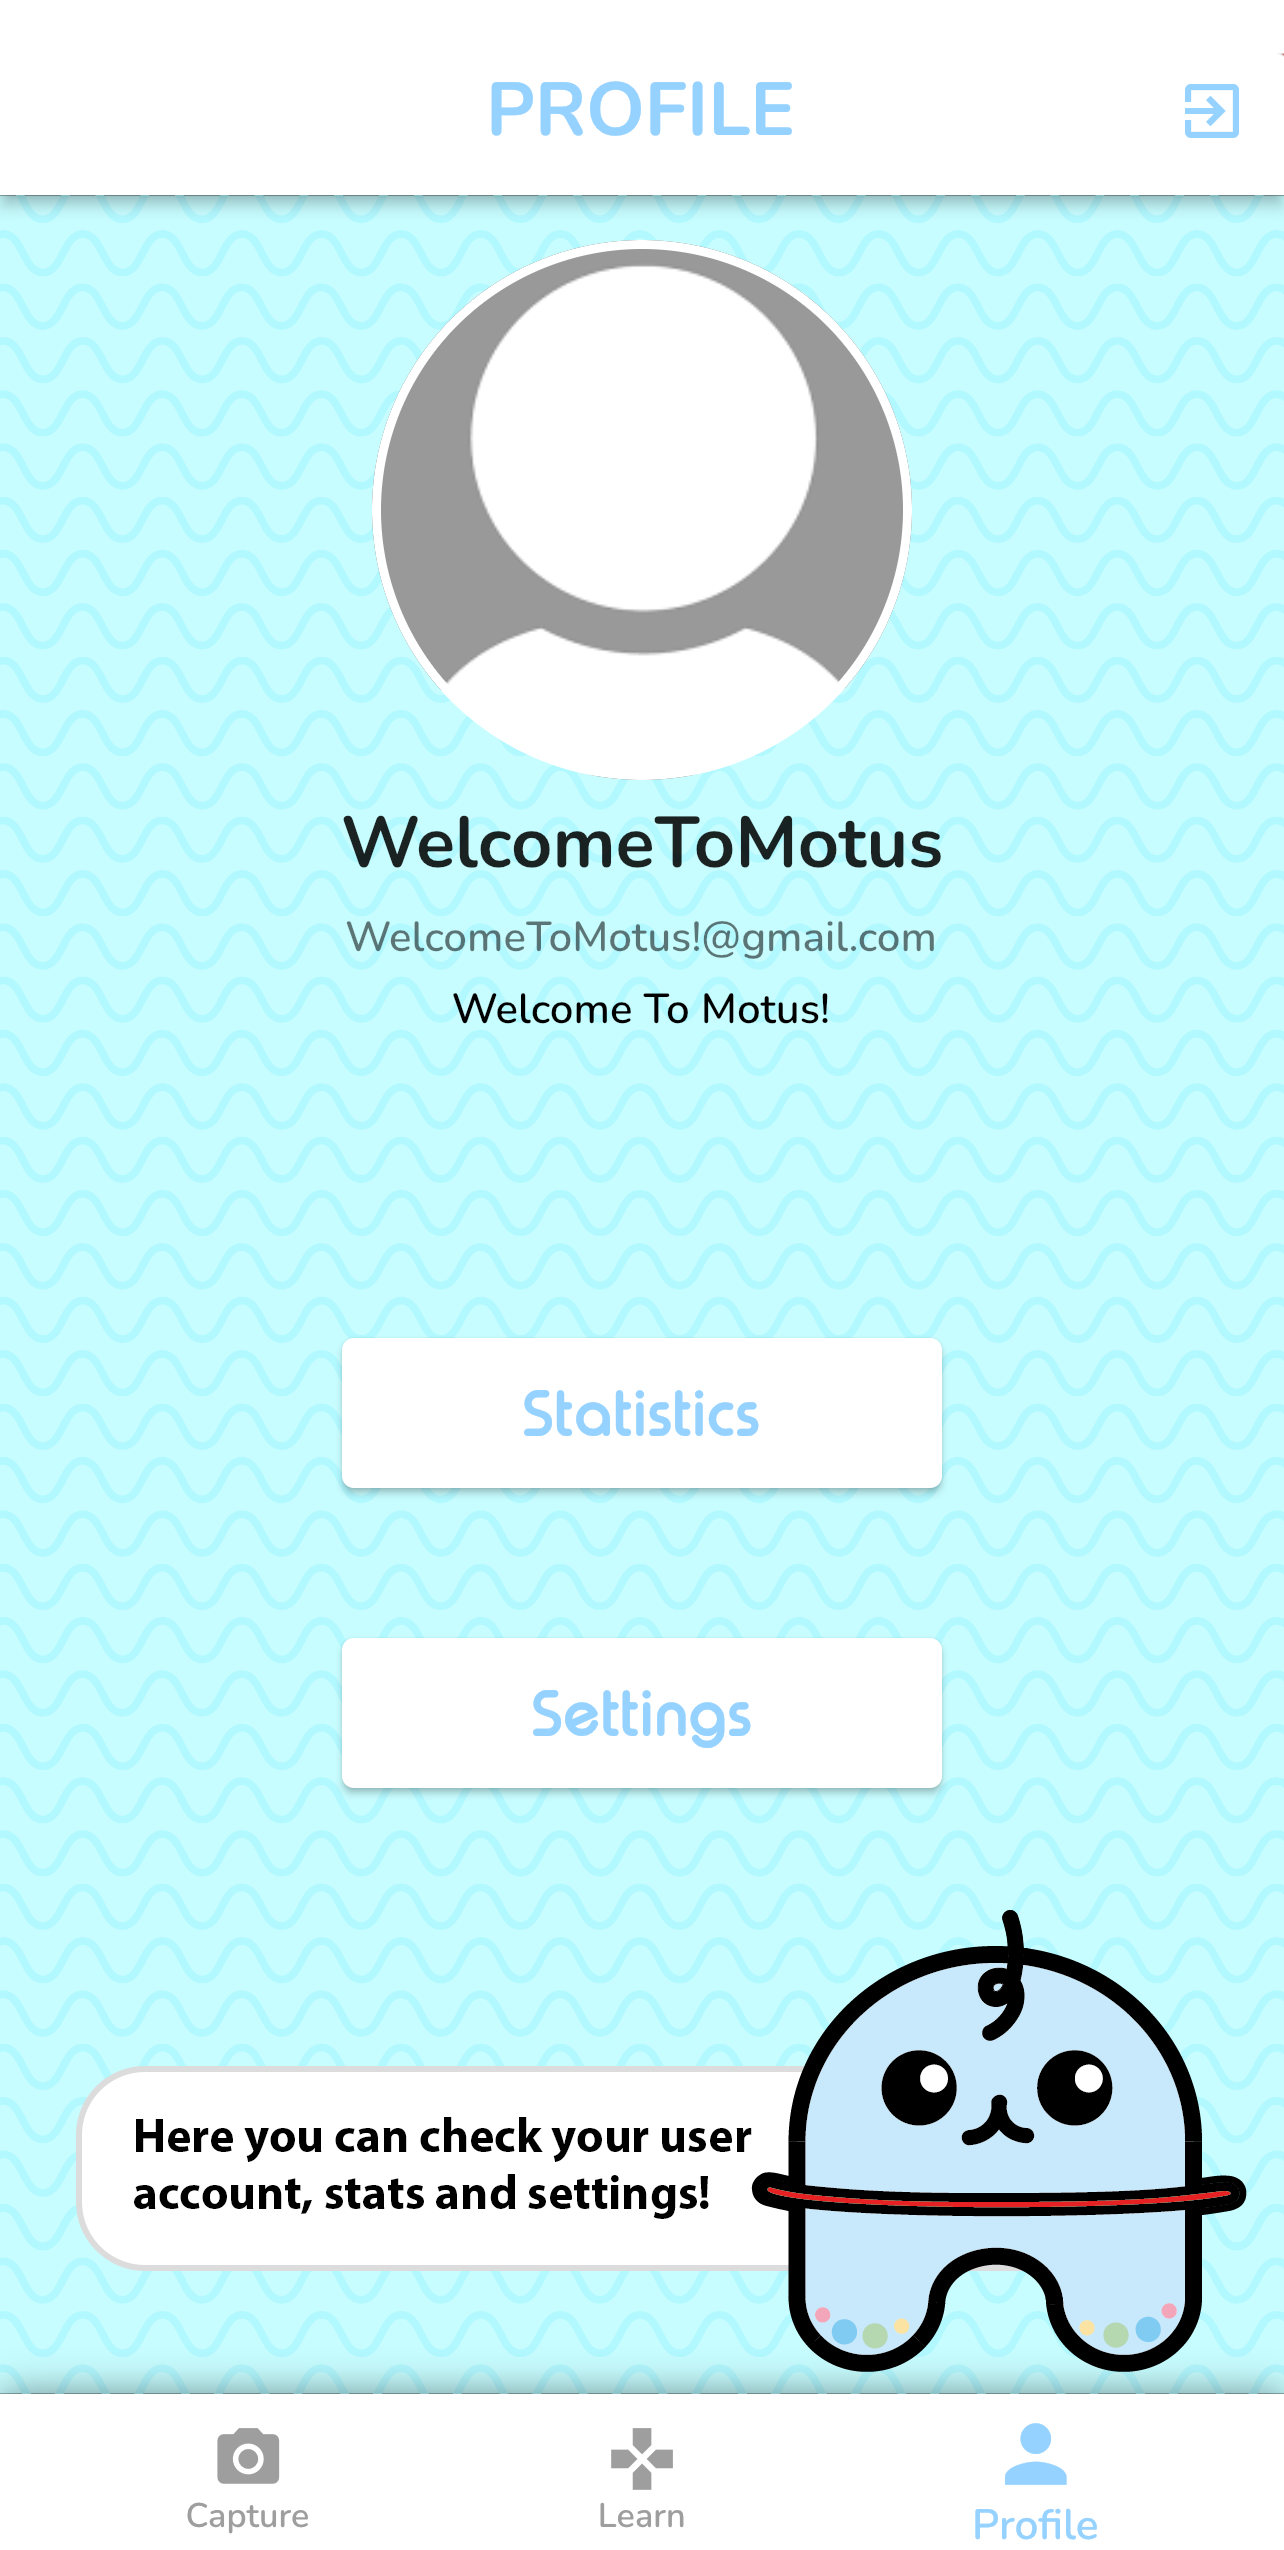 PROFILE
WelcomeToMotus
WelcomeToMotus!@gmail.com
Welcome To Motus!
Statistics
Settings
Here you can check your user
account, stats and settings!
Capture
Learn
Profile